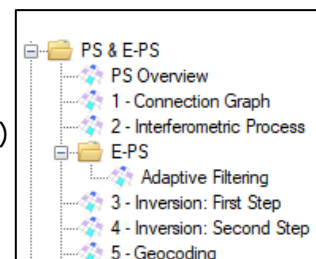 PS & E-PS
PS Overview
1 - Connection Graph
2 - Interferometric Process
)
E-PS
Adaptive Filtering
3 - Inversion: First Step
4 - Inversion: Second Step
5 - Geocoding